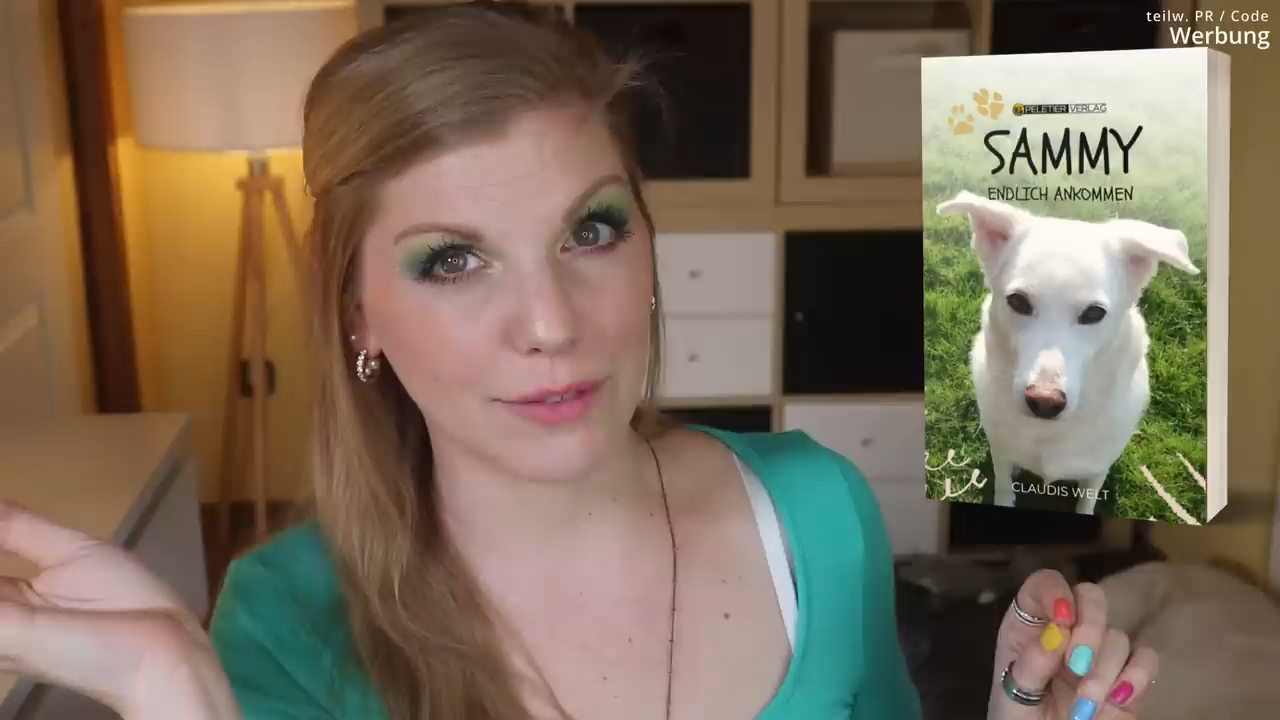 teilw. PR / Code
Werbung
PELETIER VERLAG
SAMMY
ENDLICH ANKOMMEN
CLAUDIS WELT